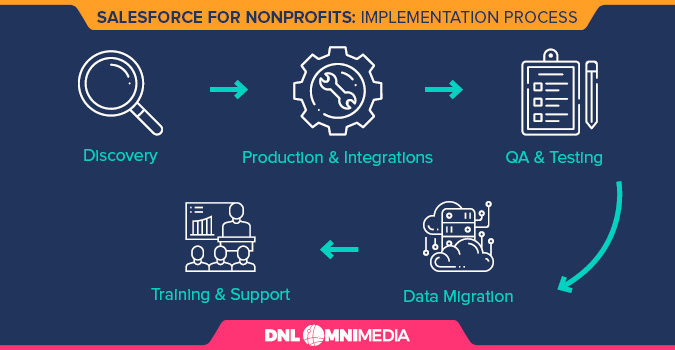 SALESFORCE FOR NONPROFITS: IMPLEMENTATION PROCESS
Discovery
Production & Integrations
QA & Testing
Training & Support
Data Migration
DNL OMNIMEDIA